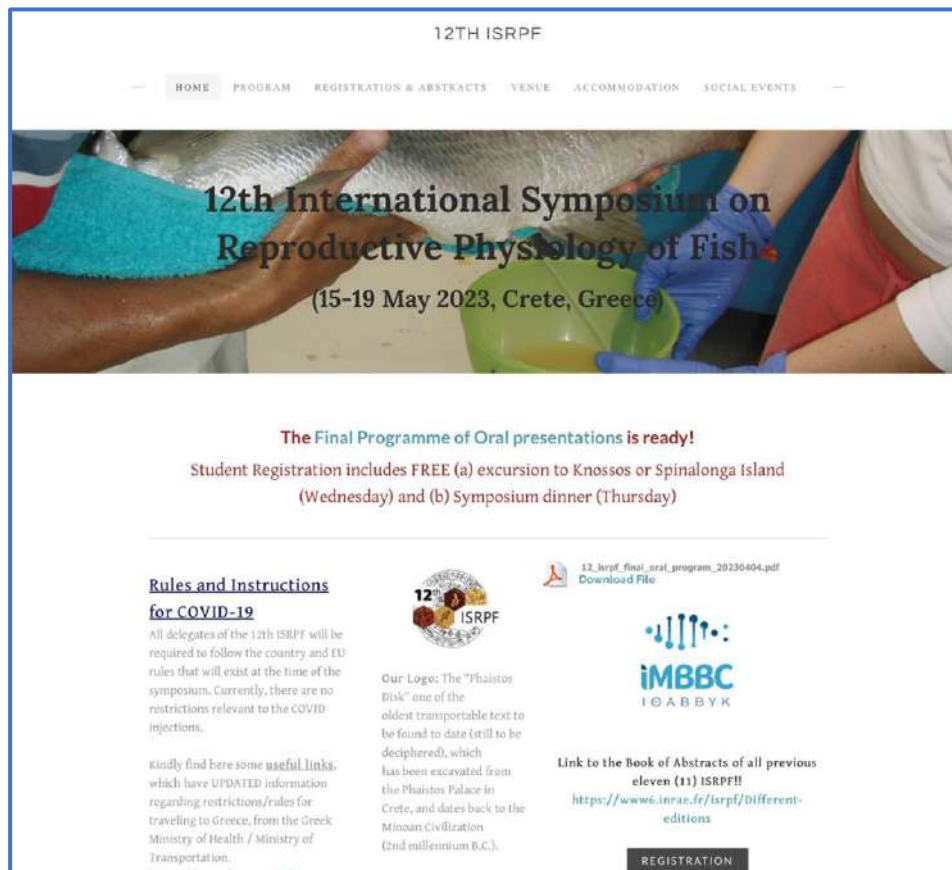 12TH ISRPF
HOME PROGRAM REGISTRATION & ABSTRACTS VENUE ACCOMMODATION SOCIAL EVENTS
12th International Symposium on
Reproductive Physiology of Fish
(15-19 May 2023, Crete, Greece)
The Final Programme of Oral presentations is ready!
Student Registration includes FREE (a) excursion to Knossos or Spinalonga Island
(Wednesday) and (b) Symposium dinner (Thursday)
Rules and Instructions
for COVID-19
All delegates of the 12th ISRPF will be
required to follow the country and EU
rules that will exist at the time of the
symposium. Currently, there are no
restrictions relevant to the COVID
injections.
Kindly find here some useful links,
which have UPDATED information
regarding restrictions/rules for
traveling to Greece, from the Greek
Ministry of Health / Ministry of
Transportation.
12th
ISRPF
Our Logo: The "Phaistos
Disk" one of the
oldest transportable text to
be found to date (still to be
deciphered), which
has been excavated from
the Phaistos Palace in
Crete, and dates back to the
Minoan Civilization
(2nd millennium B.C.).
12_isrpf_final_oral_program_20230404.pdf
Download File
iMBBC
ΙΘΑΒΒΥΚ
Link to the Book of Abstracts of all previous
eleven (11) ISRPF!!
https://www6.inrae.fr/isrpf/Different-
editions
REGISTRATION